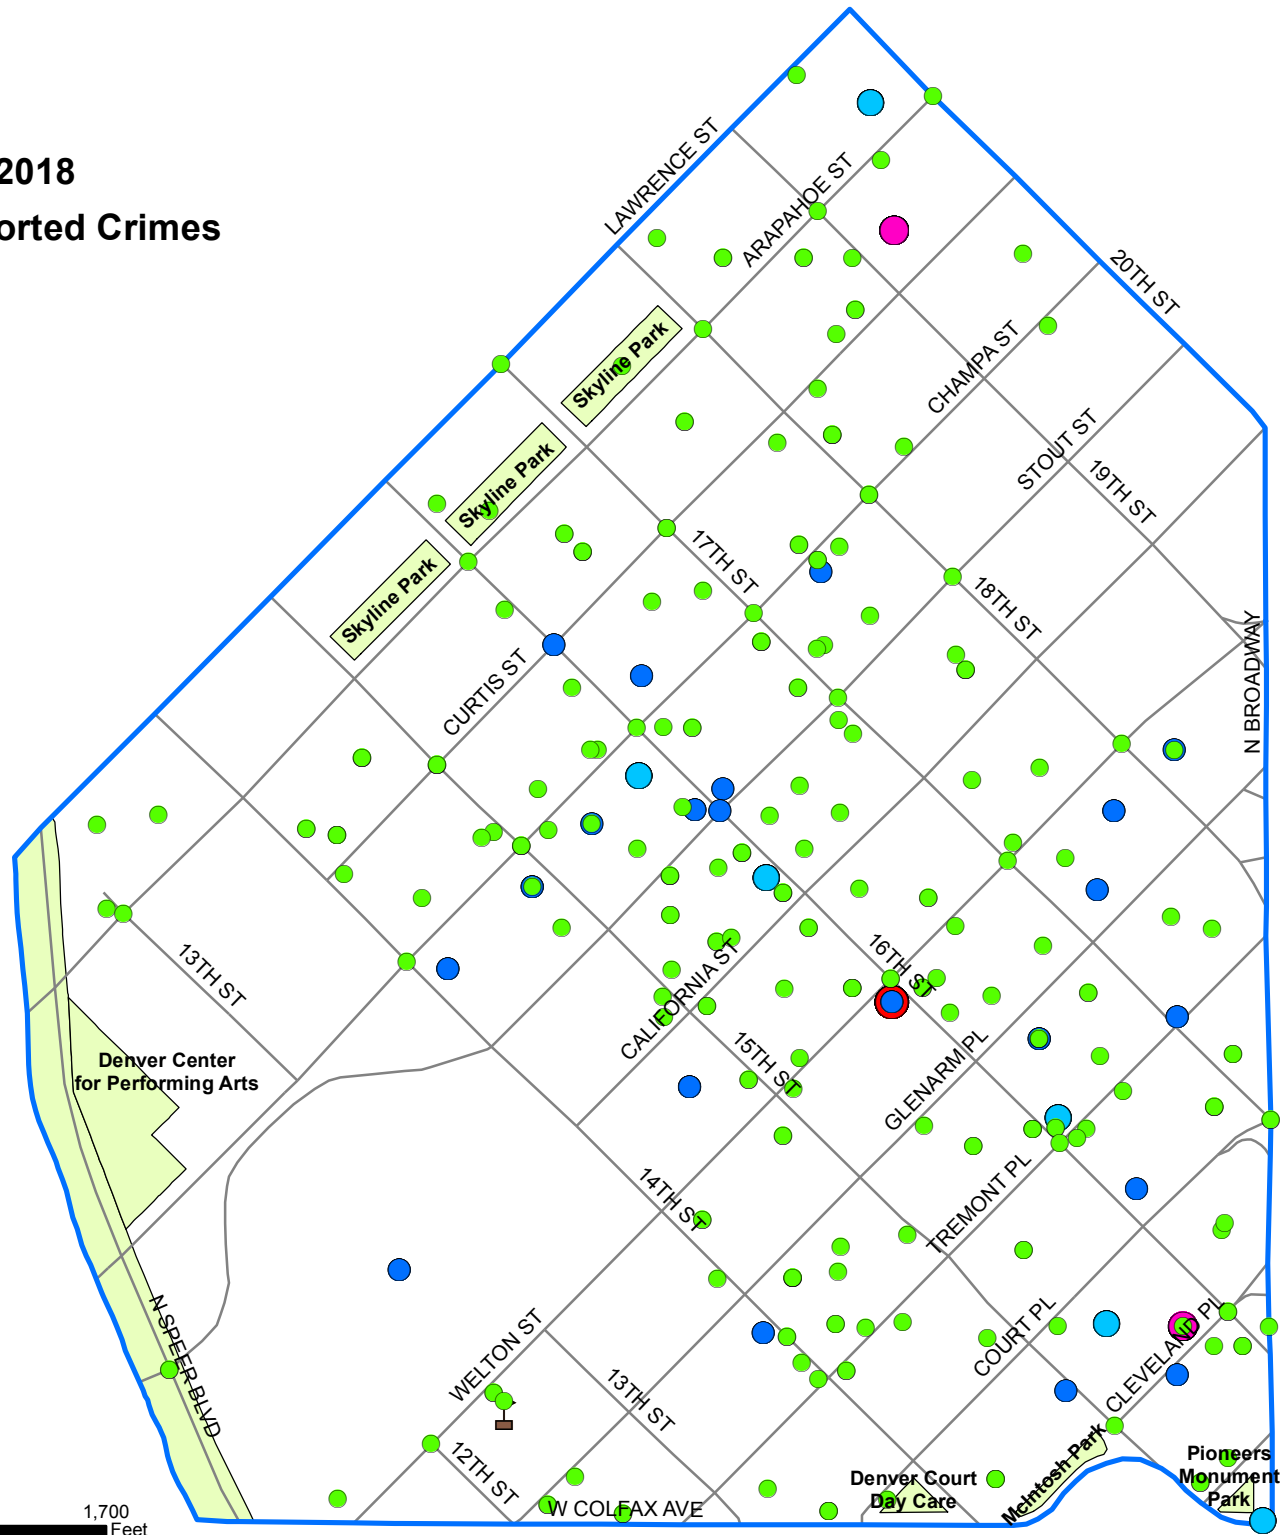 2018
orted Crimes
LAWRENCE ST
ARAPAHOE ST
20TH ST
Skyline Park
CHAMPA ST
STOUT ST
19TH ST
Skyline Park
17TH ST
18TH ST
Skyline Park
N BROADWAY
CURTIS ST
16TH ST
13TH ST
CALIFORNIA ST
15TH ST
GLENARM PL
Denver Center
for Performing Arts
14TH ST
TREMONT PL
N SPEER BLVD
WELTON ST
COURT PL
CLEVELAND PL
13TH ST
12TH ST
McIntosh Park
Pioneers
Monument
Park
Denver Court
Day Care
W COLFAX AVE
1,700
Feet